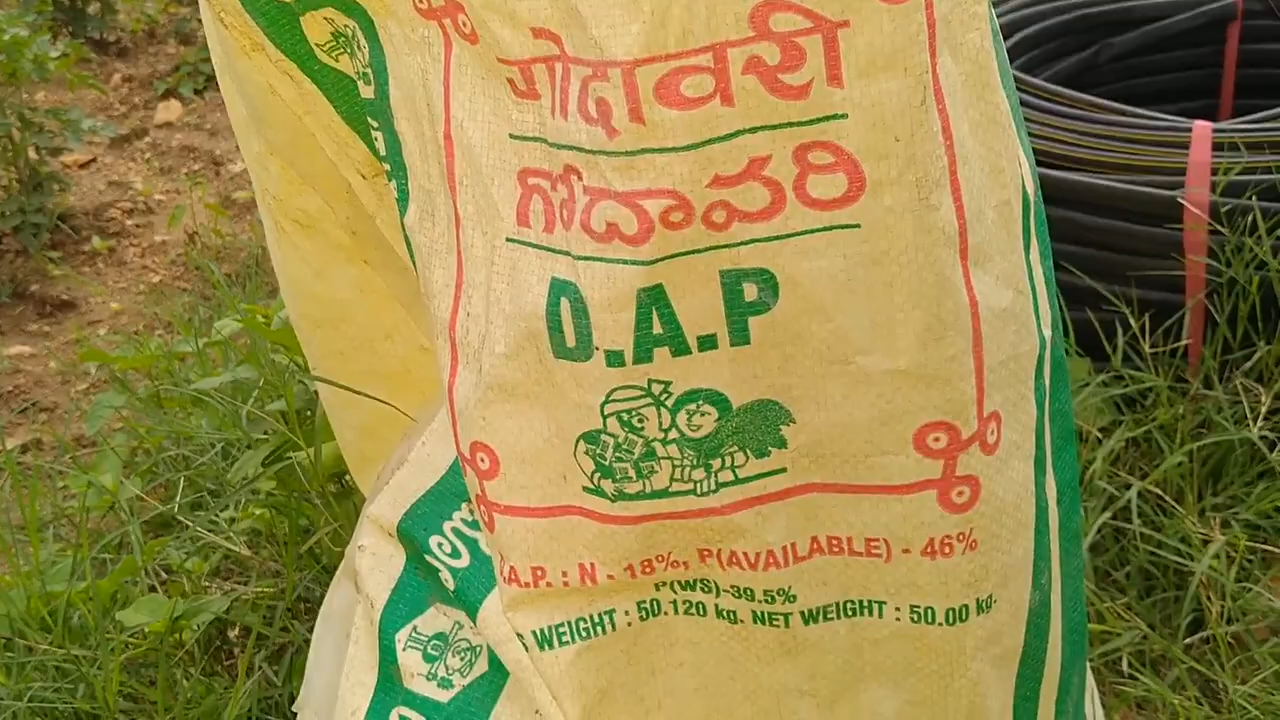 गोदावरी
గోదావరి
D.A.P
.A.P. : N - 18%, P(AVAILABLE) - 46%
P(WS)-39.5%
WEIGHT : 50.120 kg. NET WEIGHT : 50.00 kg.